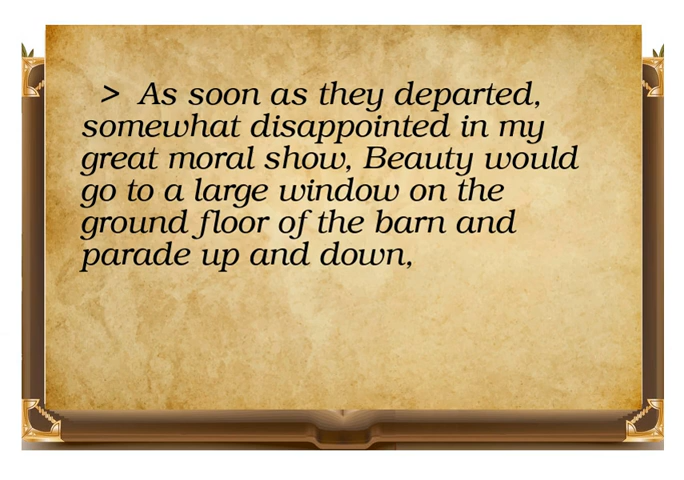 > As soon as they departed,
somewhat disappointed in my
great moral show, Beauty would
go to a large window on the
ground floor of the barn and
parade up and down,